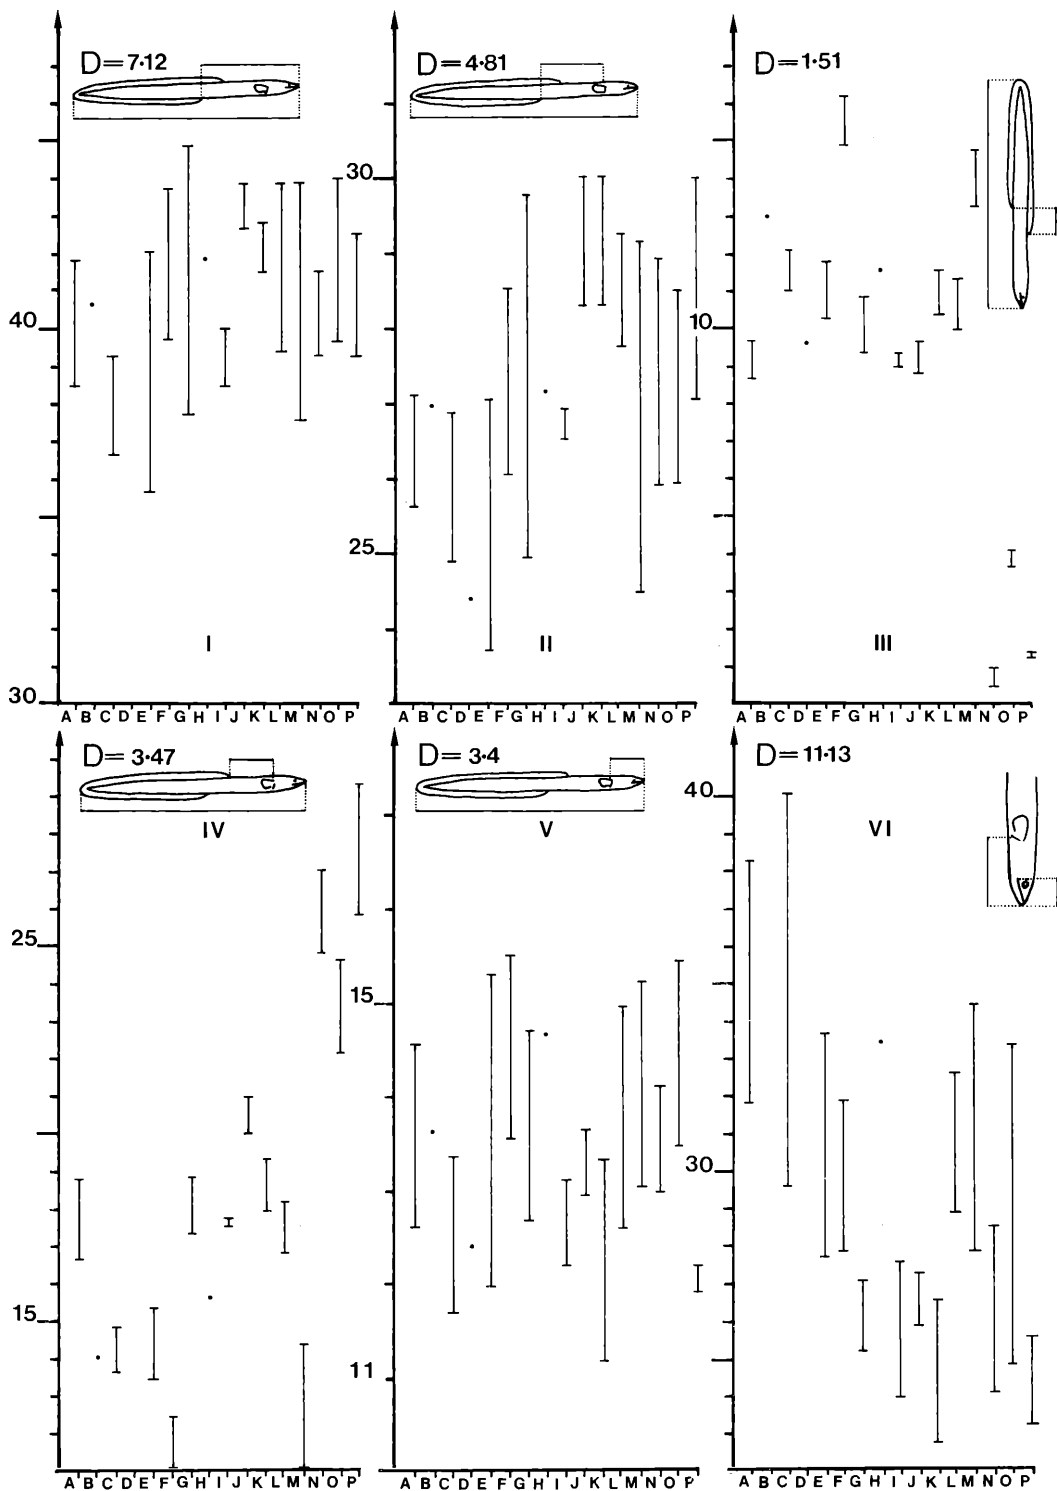 D=7·12
40
I
30
A B C D E F G H I J K L M N O P
D=4·81
30
25
II
A B C D E F G H I J K L M N O P
D=1·51
10
III
A B C D E F G H I J K L M N O P
D=3·47
IV
25
15
A B C D E F G H I J K L M N O P
D=3·4
V
15
11
A B C D E F G H I J K L M N O P
D=11·13
40
VI
30
A B C D E F G H I J K L M N O P